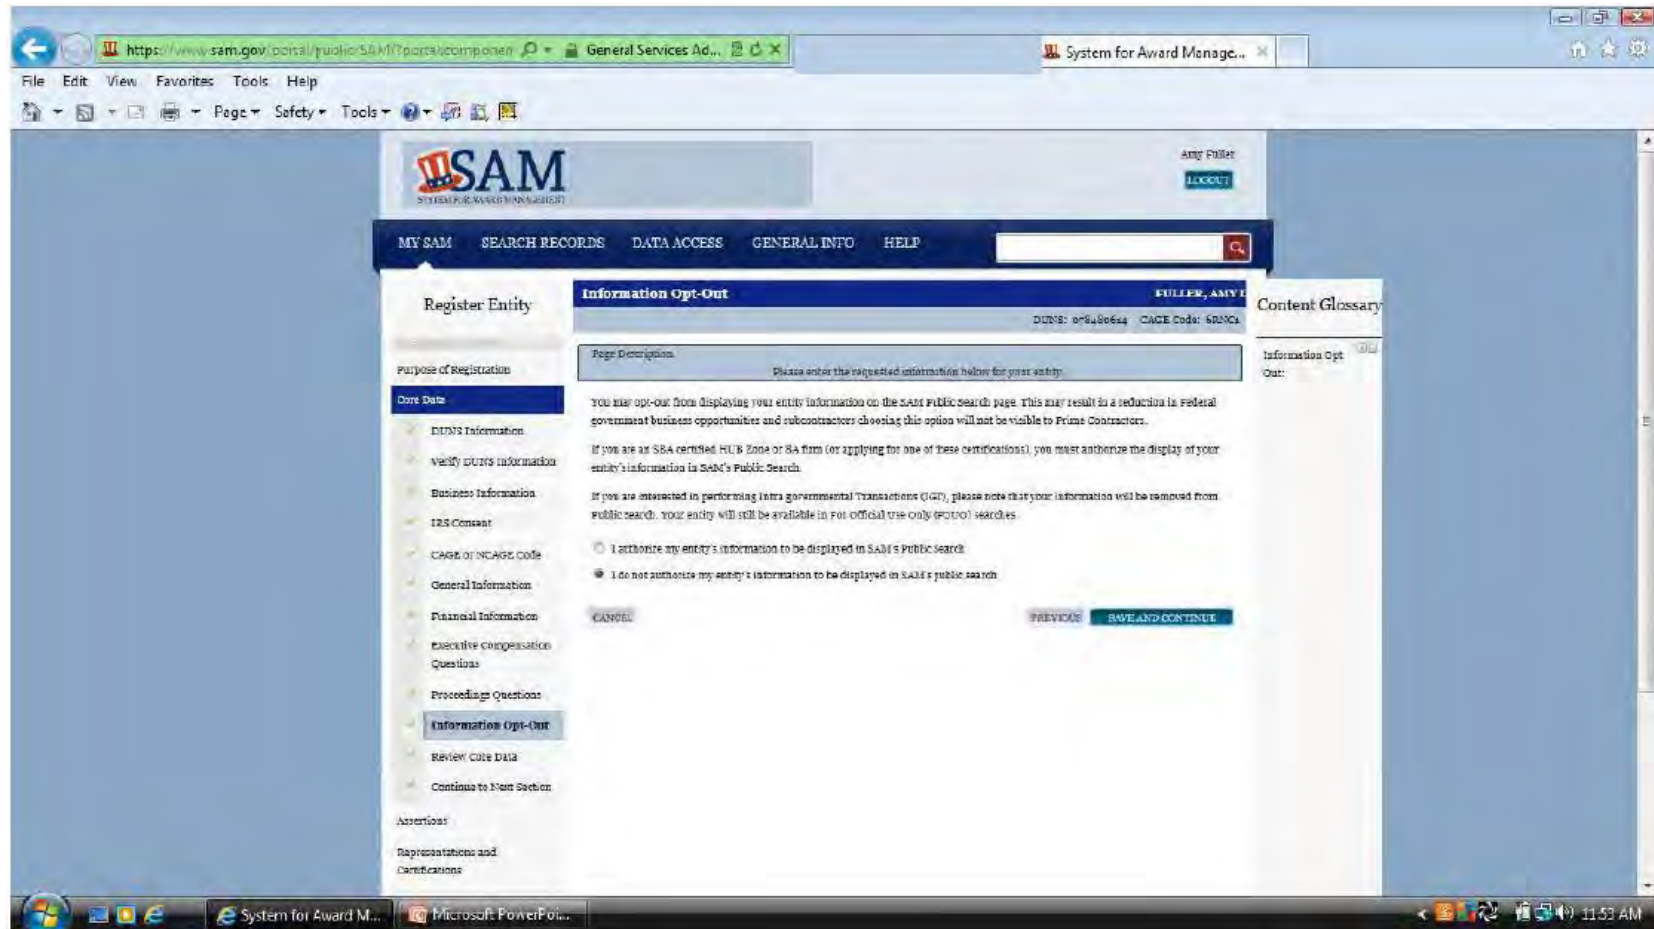 https://www.sam.gov/portal/public/SAM/?portal:componen
General Services Ad...
System for Award Manage...
File Edit View Favorites Tools Help
Page Safety Tools
SAM
SYSTEM FOR AWARD MANAGEMENT
Amy Fuller
LOGOUT
MY SAM SEARCH RECORDS DATA ACCESS GENERAL INFO HELP
Register Entity
Purpose of Registration
Core Data
DUNS Information
Verify DUNS Information
Business Information
IRS Consent
CAGE or NCAGE Code
General Information
Financial Information
Executive Compensation
Questions
Proceedings Questions
Information Opt-Out
Review Core Data
Continue to Next Section
Assertions
Representations and
Certifications
Information Opt-Out FULLER, AMY
DUNS: 078480614 CAGE Code:
Page Description
Please enter the requested information below for your entity.
You may opt-out from displaying your entity information on the SAM Public Search page. This may result in a reduction in Federal
government business opportunities and subcontractors choosing this option will not be visible to Prime Contractors.
If you are an SBA certified HUB Zone or 8A firm (or applying for one of these certifications), you must authorize the display of your
entity's information in SAM's Public Search.
If you are interested in performing Intra governmental Transactions (IGT), please note that your information will be removed from
Public Search. Your entity will still be available in For Official Use Only (FOUO) searches.
I authorize my entity's information to be displayed in SAM's Public Search
I do not authorize my entity's information to be displayed in SAM's public search
CANCEL PREVIOUS SAVE AND CONTINUE
Content Glossary
Information Opt
Out:
System for Award M... Microsoft PowerPoi... 11:53 AM